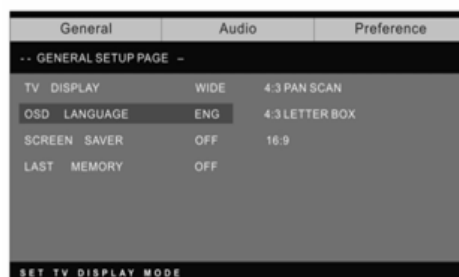 General Audio Preference
-- GENERAL SETUP PAGE –
TV DISPLAY WIDE 4:3 PAN SCAN
OSD LANGUAGE ENG 4:3 LETTER BOX
SCREEN SAVER OFF 16:9
LAST MEMORY OFF
SET TV DISPLAY MODE